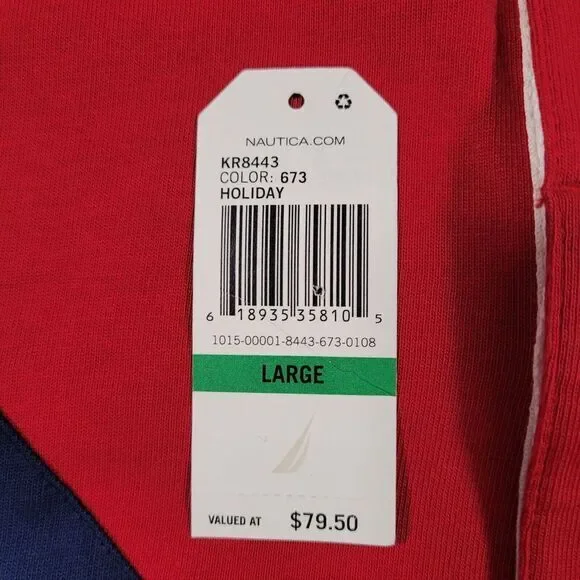 NAUTICA.COM
KR8443
COLOR: 673
HOLIDAY
6 18935 35810 5
1015-00001-8443-673-0108
LARGE
VALUED AT $79.50